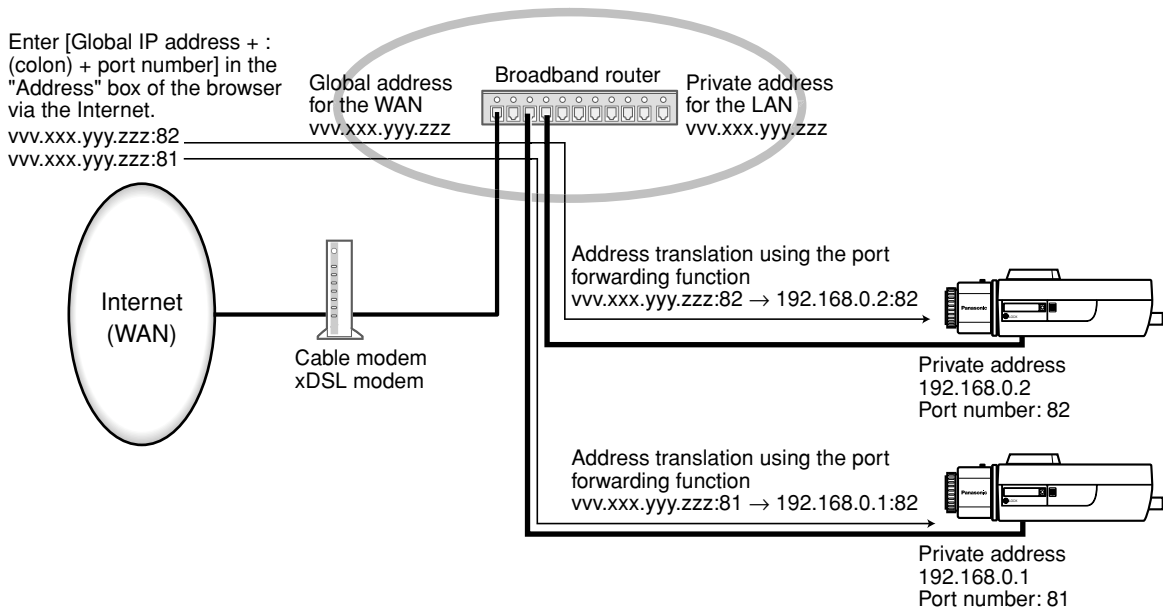 Enter [Global IP address + :
(colon) + port number] in the
"Address" box of the browser
via the Internet.
vvv.xxx.yyy.zzz:82
vvv.xxx.yyy.zzz:81
Global address
for the WAN
vvv.xxx.yyy.zzz
Broadband router
Private address
for the LAN
vvv.xxx.yyy.zzz
Internet
(WAN)
Cable modem
xDSL modem
Address translation using the port
forwarding function
vvv.xxx.yyy.zzz:82 → 192.168.0.2:82
Panasonic
LOCK
Private address
192.168.0.2
Port number: 82
Address translation using the port
forwarding function
vvv.xxx.yyy.zzz:81 → 192.168.0.1:82
Panasonic
LOCK
Private address
192.168.0.1
Port number: 81